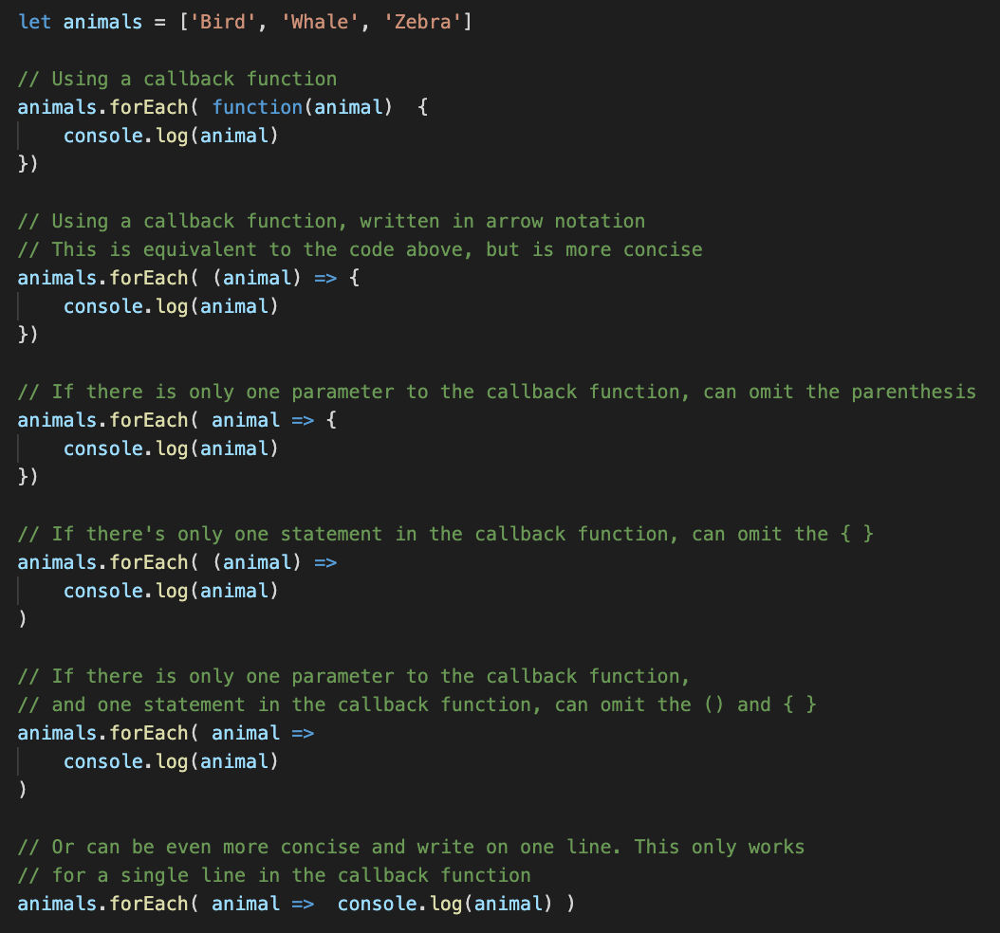 let animals = ['Bird', 'Whale', 'Zebra']

// Using a callback function
animals.forEach( function(animal)  {
    console.log(animal)
})

// Using a callback function, written in arrow notation
// This is equivalent to the code above, but is more concise
animals.forEach( (animal) => {
    console.log(animal)
})

// If there is only one parameter to the callback function, can omit the parenthesis
animals.forEach( animal => {
    console.log(animal)
})

// If there's only one statement in the callback function, can omit the { }
animals.forEach( (animal) =>
    console.log(animal)
)

// If there is only one parameter to the callback function,
// and one statement in the callback function, can omit the () and { }
animals.forEach( animal =>
    console.log(animal)
)

// Or can be even more concise and write on one line. This only works
// for a single line in the callback function
animals.forEach( animal =>  console.log(animal) )